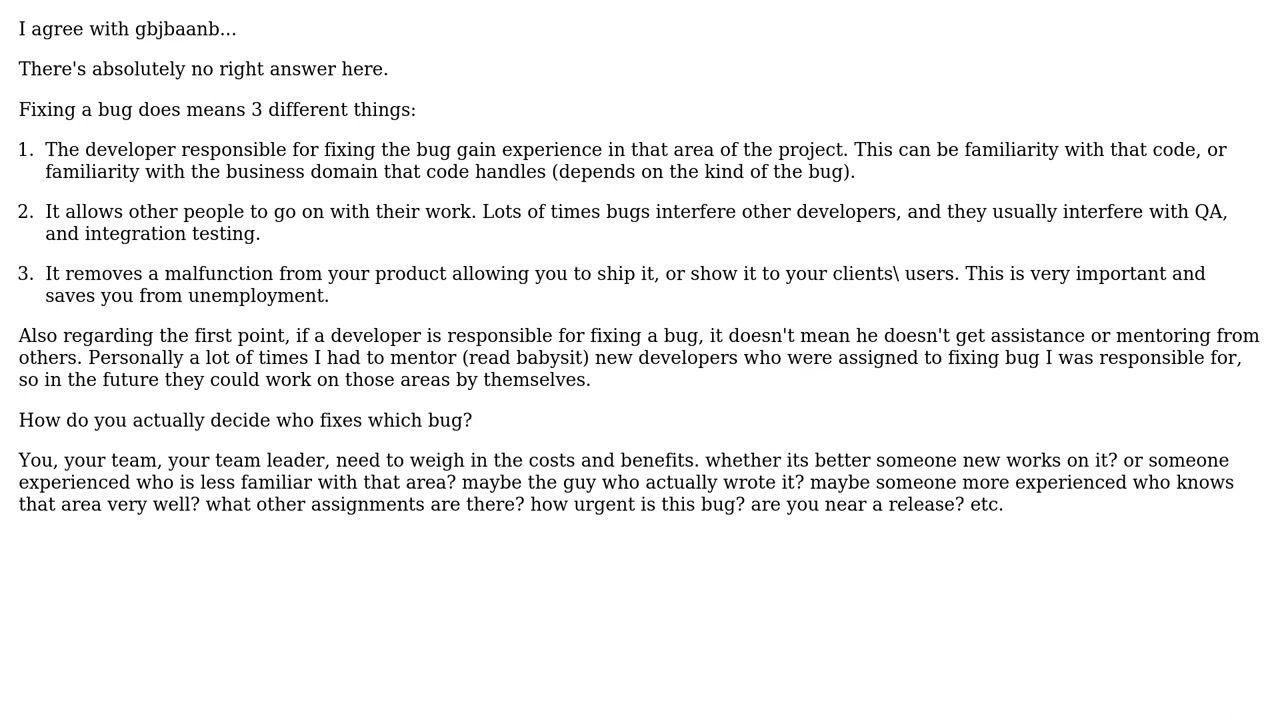 I agree with gbjbaanb...
There's absolutely no right answer here.
Fixing a bug does means 3 different things:
1. The developer responsible for fixing the bug gain experience in that area of the project. This can be familiarity with that code, or
familiarity with the business domain that code handles (depends on the kind of the bug).
2. It allows other people to go on with their work. Lots of times bugs interfere other developers, and they usually interfere with QA,
and integration testing.
3. It removes a malfunction from your product allowing you to ship it, or show it to your clients\ users. This is very important and
saves you from unemployment.
Also regarding the first point, if a developer is responsible for fixing a bug, it doesn't mean he doesn't get assistance or mentoring from
others. Personally a lot of times I had to mentor (read babysit) new developers who were assigned to fixing bug I was responsible for,
so in the future they could work on those areas by themselves.
How do you actually decide who fixes which bug?
You, your team, your team leader, need to weigh in the costs and benefits. whether its better someone new works on it? or someone
experienced who is less familiar with that area? maybe the guy who actually wrote it? maybe someone more experienced who knows
that area very well? what other assignments are there? how urgent is this bug? are you near a release? etc.